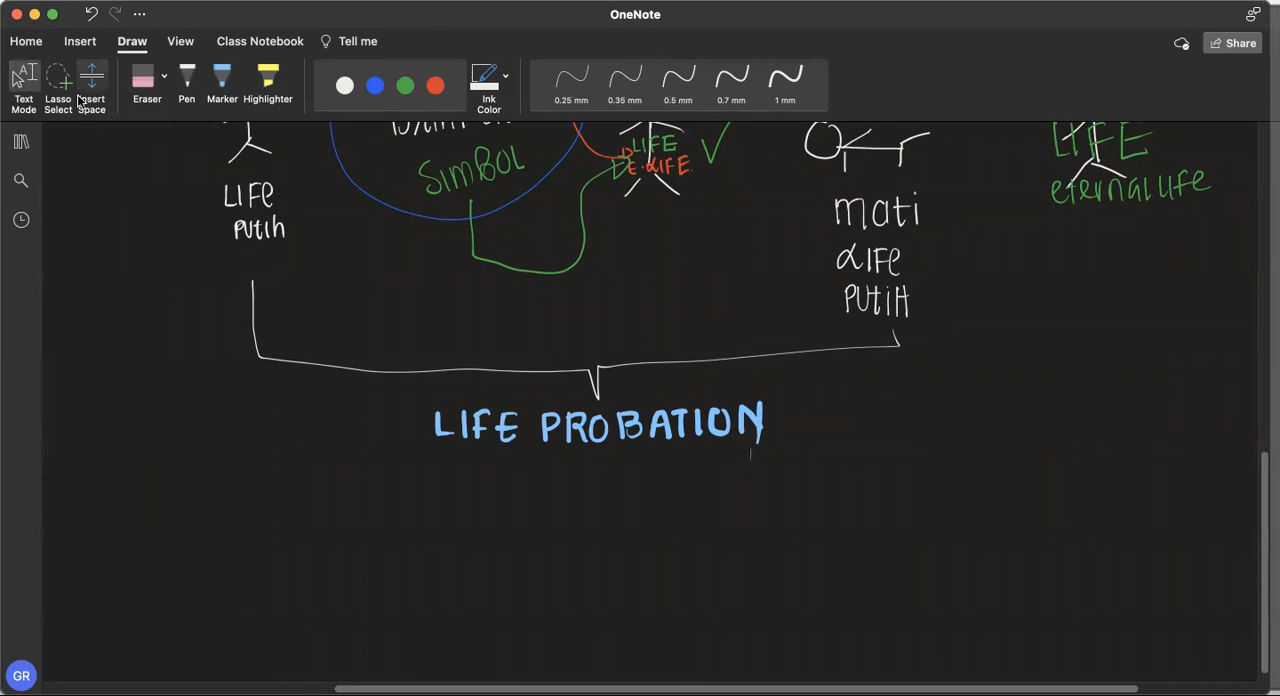 OneNote
Home Insert Draw View Class Notebook Tell me
Share
Text Mode
Lasso Select
Insert Space
Eraser
Pen
Marker
Highlighter
Ink Color
0.25 mm
0.35 mm
0.5 mm
0.7 mm
1 mm
SIMBOL
LIFE
PUTIH
LIFE
LIFE
eternal LIFE
mati
αLIFE
PUTIH
LIFE PROBATION
GR